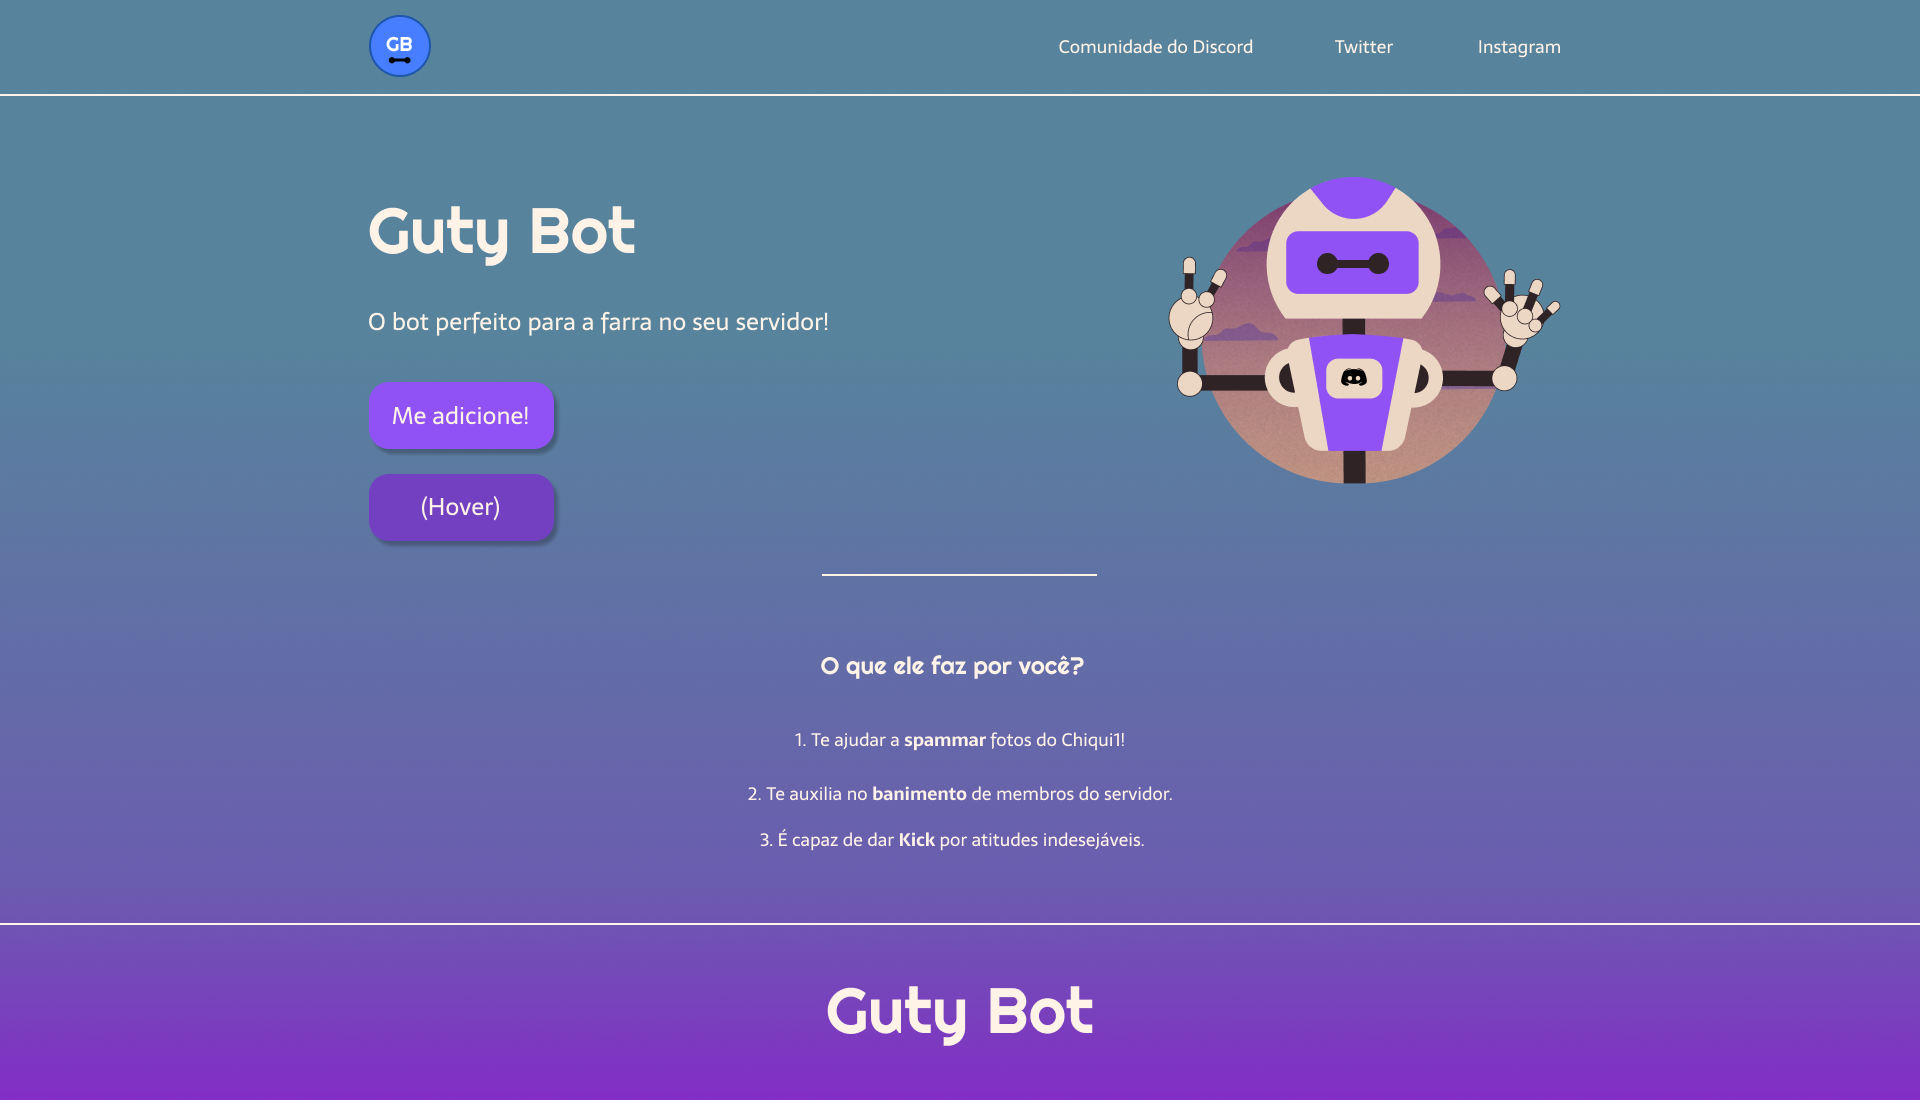 GB
Comunidade do Discord
Twitter
Instagram
Guty Bot
O bot perfeito para a farra no seu servidor!
Me adicione!
(Hover)
O que ele faz por você?
1. Te ajudar a spammar fotos do Chiqui1!
2. Te auxilia no banimento de membros do servidor.
3. É capaz de dar Kick por atitudes indesejáveis.
Guty Bot